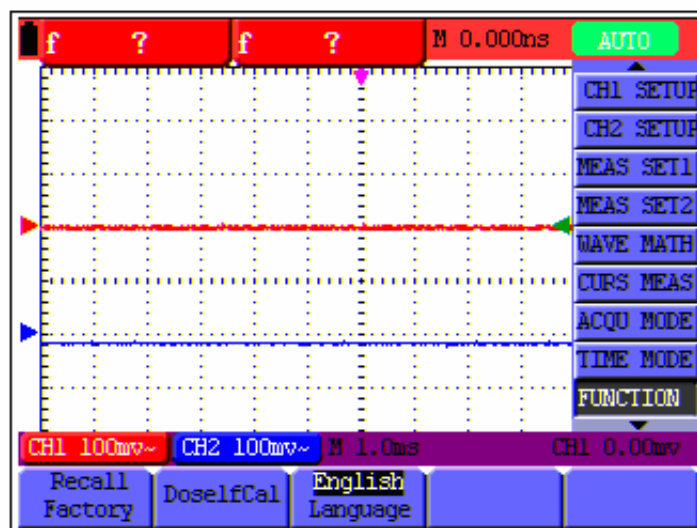 f ? f ? M 0.000ns AUTO
CH1 SETUP
CH2 SETUP
MEAS SET1
MEAS SET2
WAVE MATH
CURS MEAS
ACQU MODE
TIME MODE
FUNCTION
CH1 100mv~ CH2 100mv~ M 1.0ms CH1 0.00mv
Recall Factory
DoselfCal
English Language